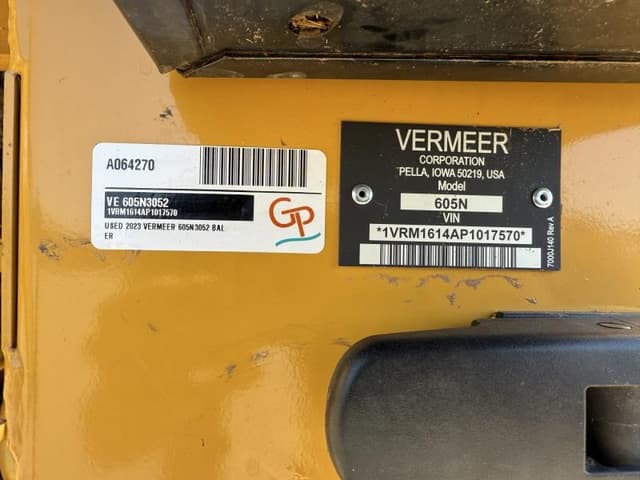 A064270
VE 605N3052
1VRM1614AP1017570
USED 2023 VERMEER 605N3052 BAL
ER
GP
VERMEER
CORPORATION
PELLA, IOWA 50219, USA
Model
605N
VIN
*1VRM1614AP1017570*
7000J140 Rev A